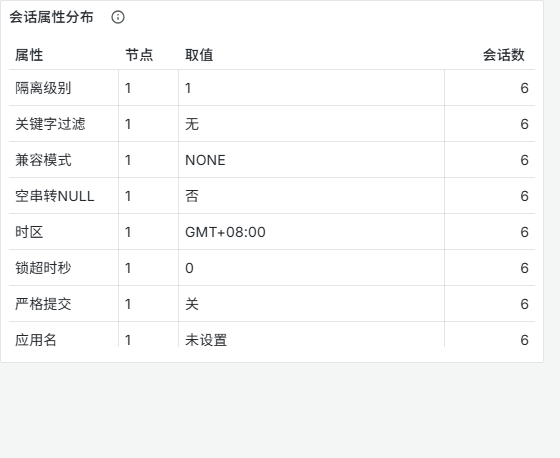 会话属性分布
属性 节点 取值 会话数
隔离级别 1 1 6
关键字过滤 1 无 6
兼容模式 1 NONE 6
空串转NULL 1 否 6
时区 1 GMT+08:00 6
锁超时秒 1 0 6
严格提交 1 关 6
应用名 1 未设置 6